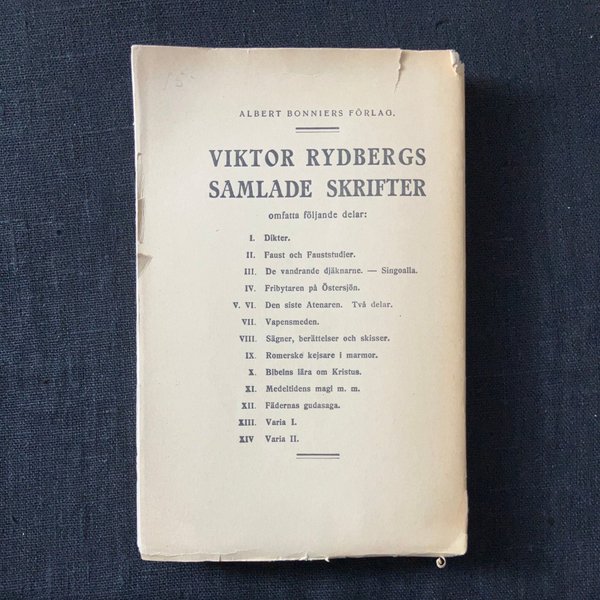 ALBERT BONNIERS FÖRLAG.
VIKTOR RYDBERGS
SAMLADE SKRIFTER
omfatta följande delar:
I. Dikter.
II. Faust och Fauststudier.
III. De vandrande djäknarne. — Singoalla.
IV. Fribytaren på Östersjön.
V. VI. Den siste Atenaren. Två delar.
VII. Vapensmeden.
VIII. Sägner, berättelser och skisser.
IX. Romerske kejsare i marmor.
X. Bibelns lära om Kristus.
XI. Medeltidens magi m. m.
XII. Fädernas gudasaga.
XIII. Varia I.
XIV Varia II.